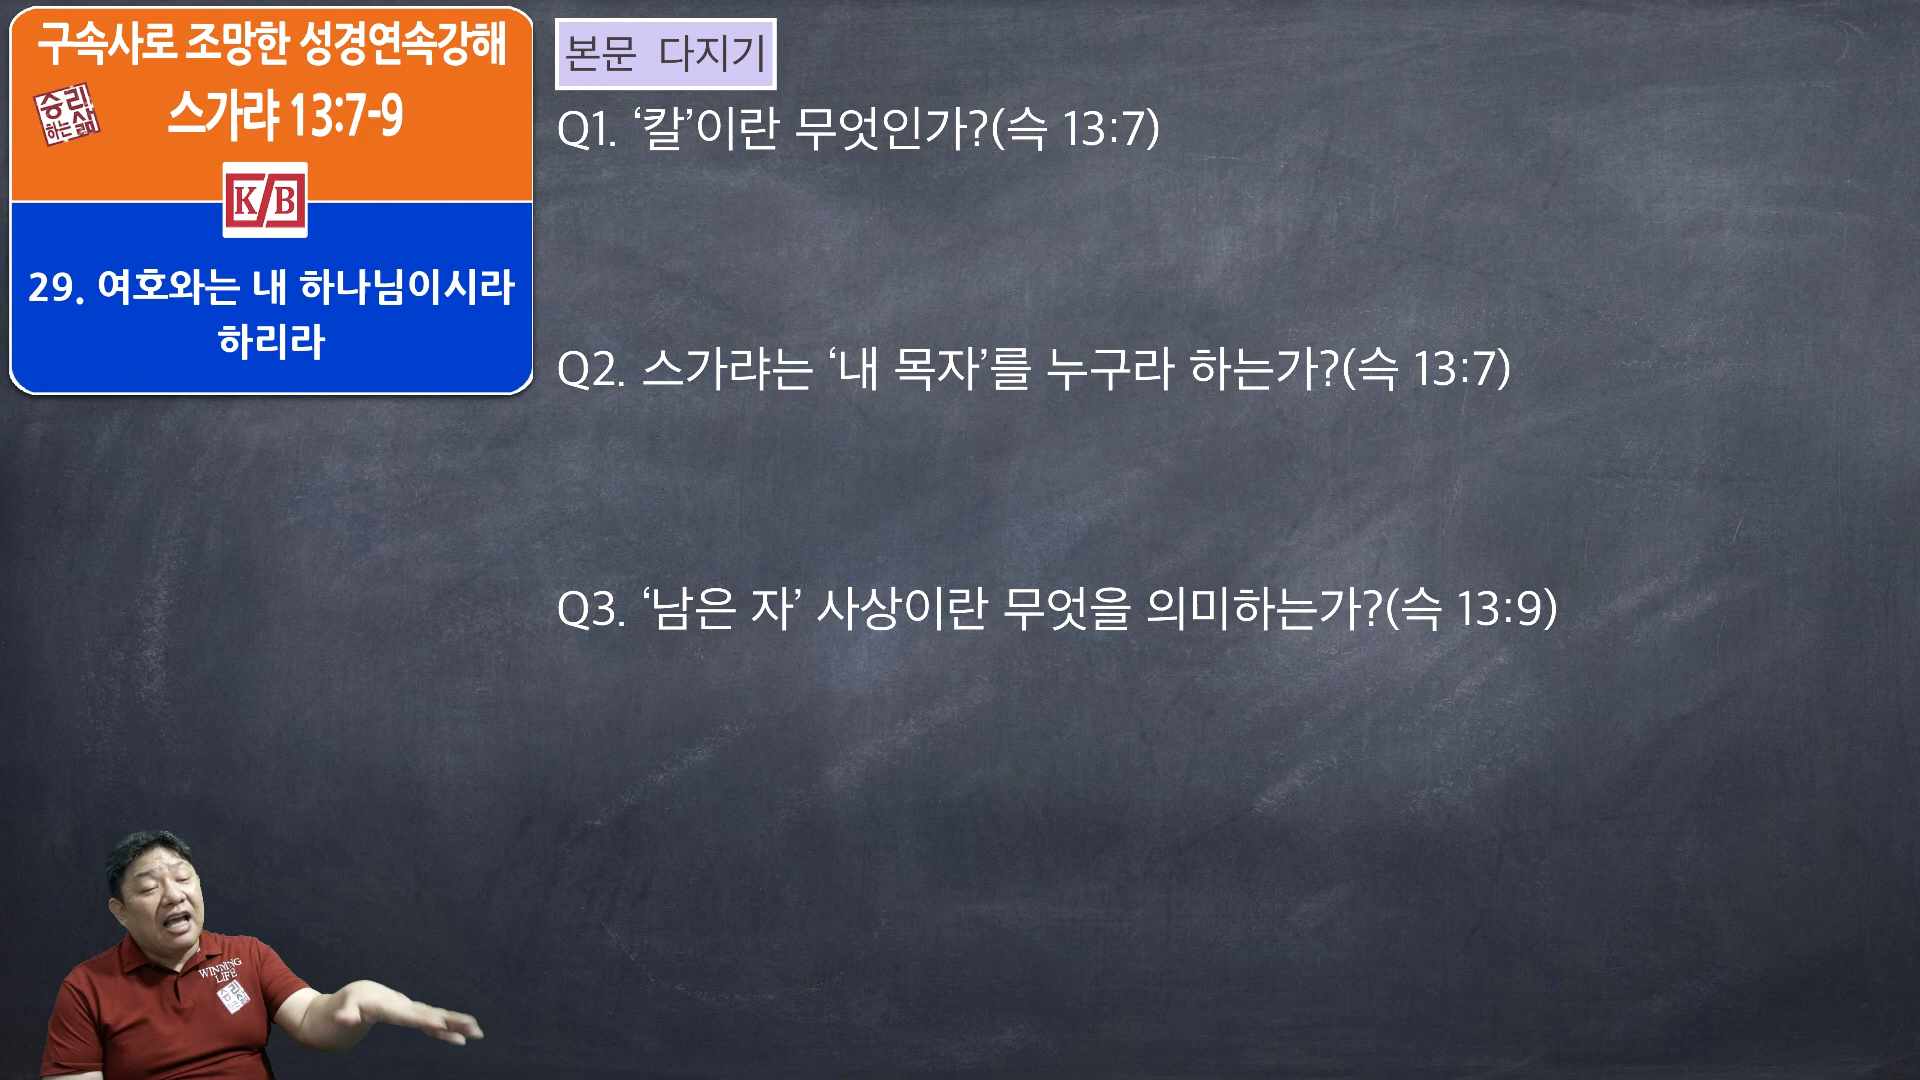 구속사로 조망한 성경연속강해
승리
하는삶
스가랴 13:7-9
K/B
29. 여호와는 내 하나님이시라
하리라
본문 다지기
Q1. ‘칼’이란 무엇인가?(슥 13:7)
Q2. 스가랴는 ‘내 목자’를 누구라 하는가?(슥 13:7)
Q3. ‘남은 자’ 사상이란 무엇을 의미하는가?(슥 13:9)
WINNING
LIFE